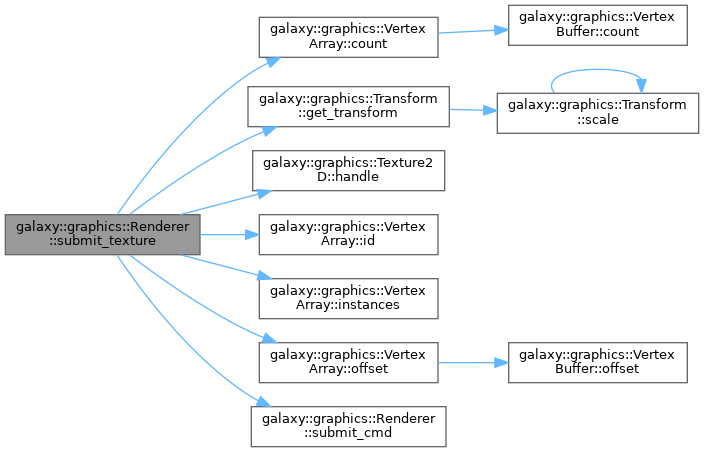 galaxy::graphics::Renderer
::submit_texture
galaxy::graphics::Vertex
Array::count
galaxy::graphics::Vertex
Buffer::count
galaxy::graphics::Transform
::get_transform
galaxy::graphics::Transform
::scale
galaxy::graphics::Texture2
D::handle
galaxy::graphics::Vertex
Array::id
galaxy::graphics::Vertex
Array::instances
galaxy::graphics::Vertex
Array::offset
galaxy::graphics::Vertex
Buffer::offset
galaxy::graphics::Renderer
::submit_cmd